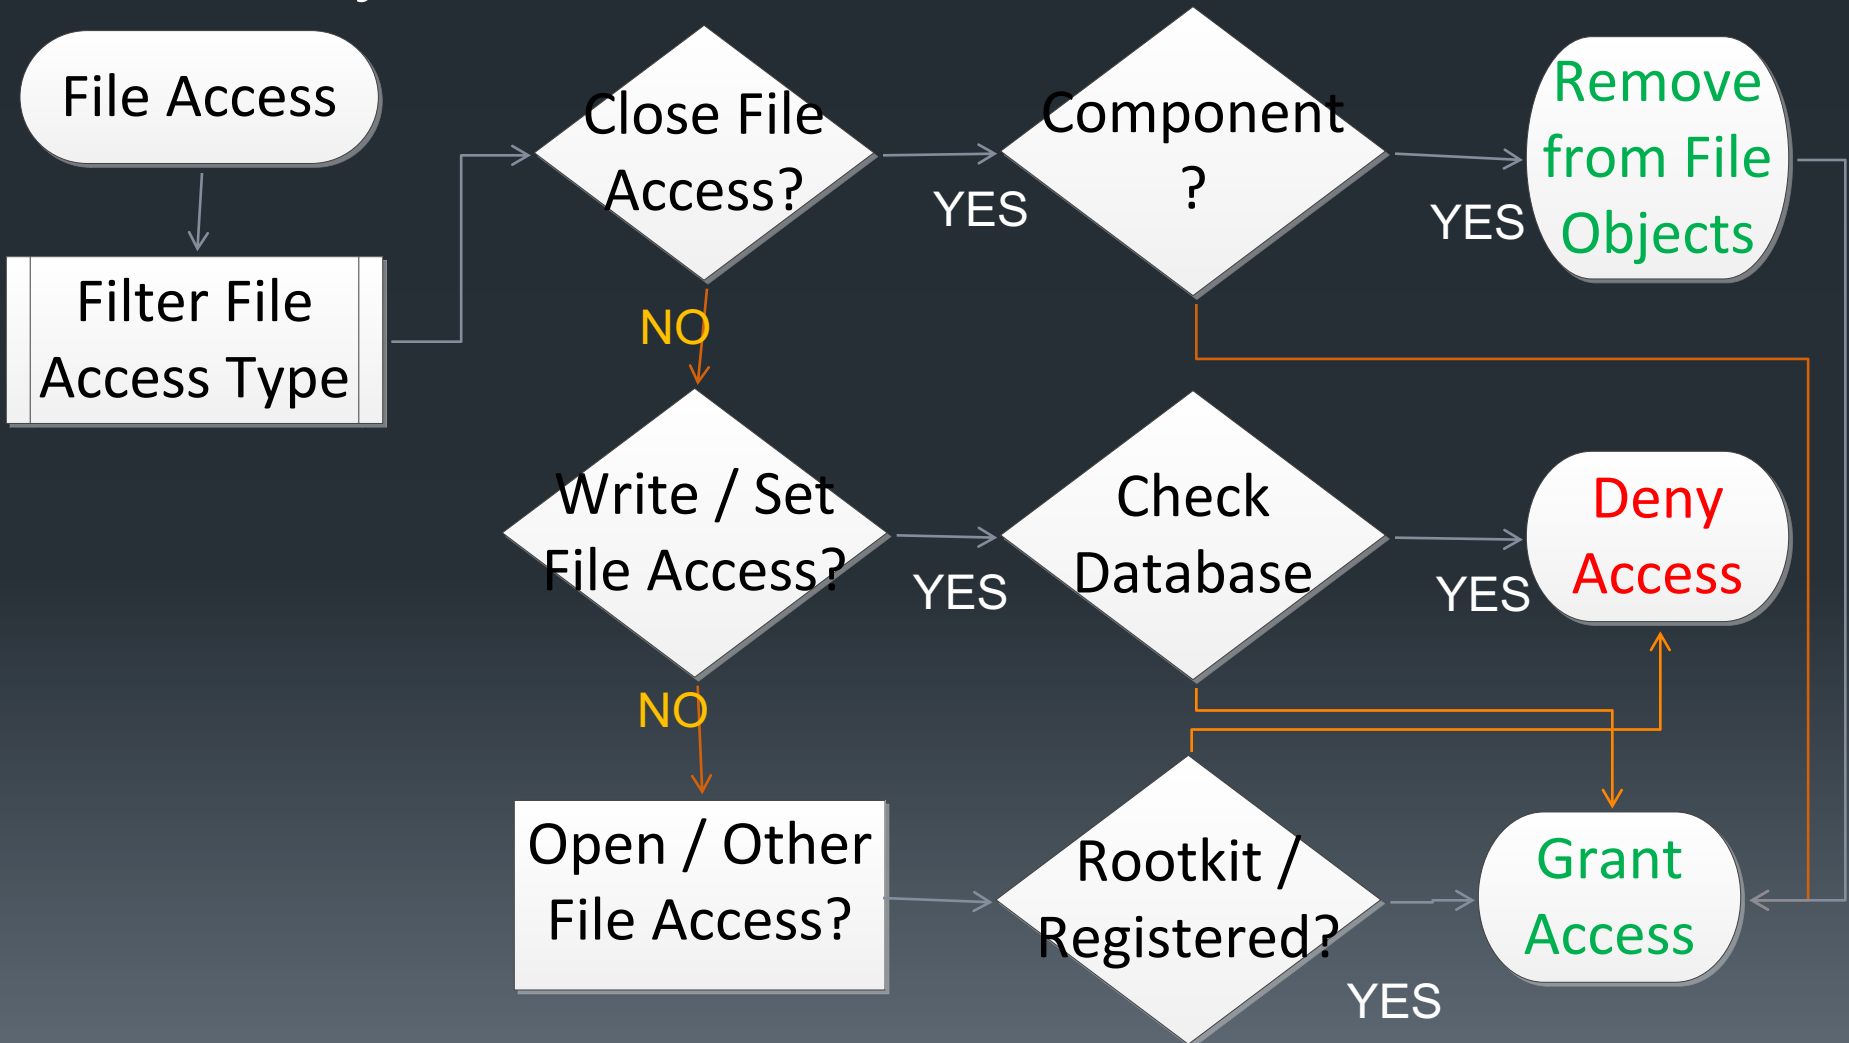 File Access
Filter File
Access Type
Close File
Access?
YES
Component
?
YES
Remove
from File
Objects
NO
Write / Set
File Access?
YES
Check
Database
YES
Deny
Access
NO
Open / Other
File Access?
Rootkit /
Registered?
YES
Grant
Access